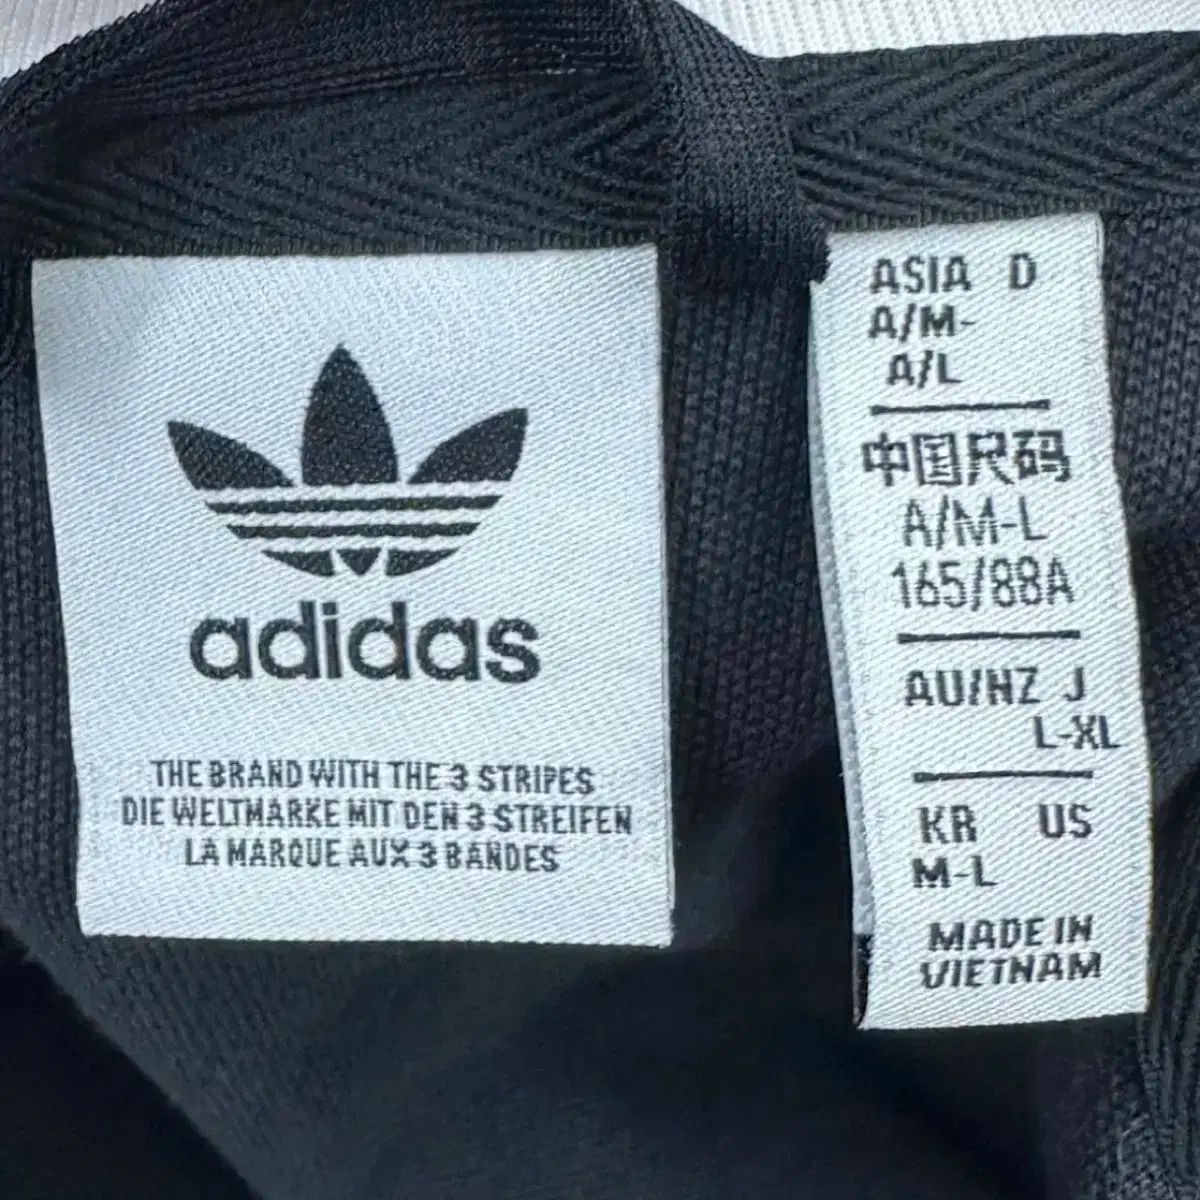 adidas
THE BRAND WITH THE 3 STRIPES
DIE WELTMARKE MIT DEN 3 STREIFEN
LA MARQUE AUX 3 BANDES
ASIA D
A/M-
A/L
中国尺码
A/M-L
165/88A
AU/NZ J
L-XL
KR US
M-L
MADE IN
VIETNAM